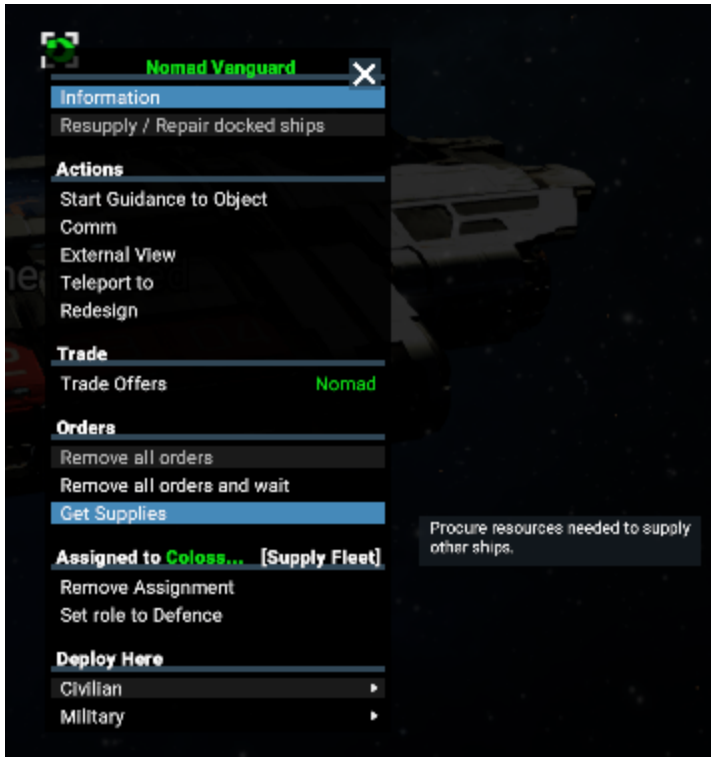 Nomad Vanguard
Information
Resupply / Repair docked ships
Actions
Start Guidance to Object
Comm
External View
Teleport to
Redesign
Trade
Trade Offers Nomad
Orders
Remove all orders
Remove all orders and wait
Get Supplies
Procure resources needed to supply
other ships.
Assigned to Coloss... [Supply Fleet]
Remove Assignment
Set role to Defence
Deploy Here
Civilian
Military